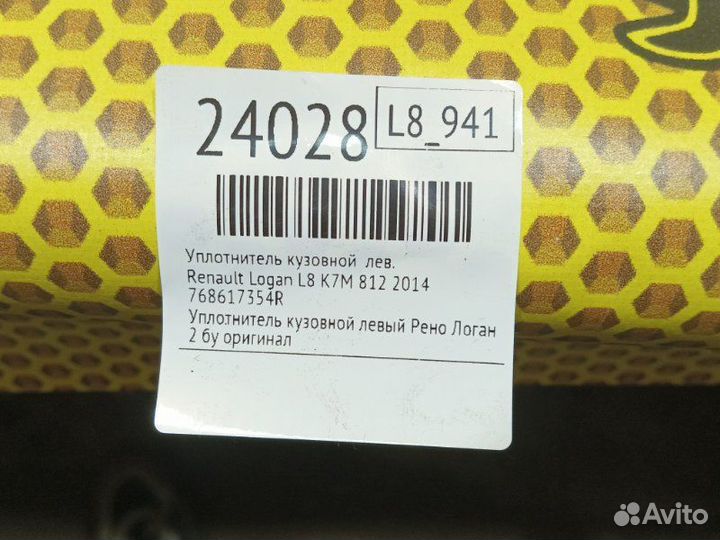 24028
L8_941
Уплотнитель кузовной лев.
Renault Logan L8 K7M 812 2014
768617354R
Уплотнитель кузовной левый Рено Логан
2 бу оригинал
Avito